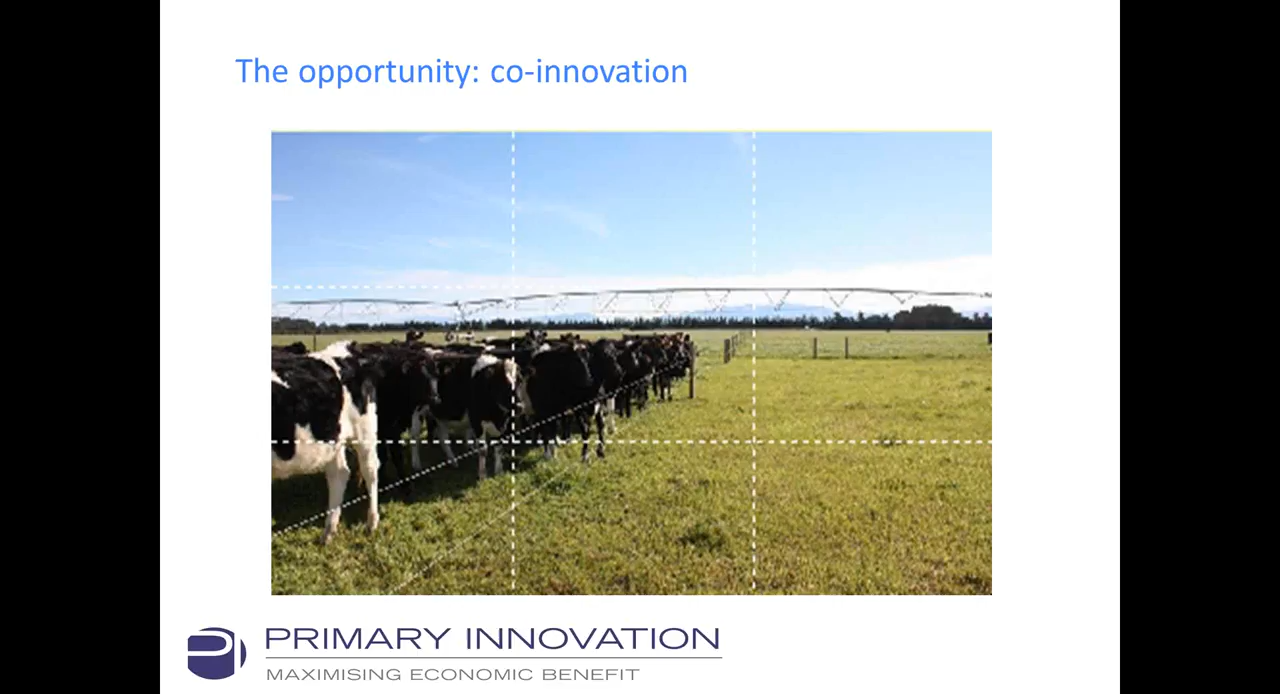 The opportunity: co-innovation
PRIMARY INNOVATION
MAXIMISING ECONOMIC BENEFIT